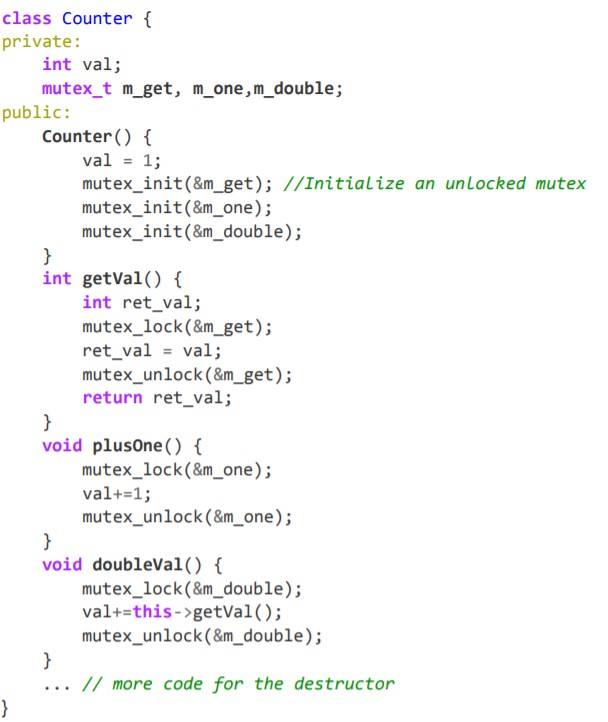 class Counter {
private:
    int val;
    mutex_t m_get, m_one,m_double;
public:
    Counter() {
        val = 1;
        mutex_init(&m_get); //Initialize an unlocked mutex
        mutex_init(&m_one);
        mutex_init(&m_double);
    }
    int getVal() {
        int ret_val;
        mutex_lock(&m_get);
        ret_val = val;
        mutex_unlock(&m_get);
        return ret_val;
    }
    void plusOne() {
        mutex_lock(&m_one);
        val+=1;
        mutex_unlock(&m_one);
    }
    void doubleVal() {
        mutex_lock(&m_double);
        val+=this->getVal();
        mutex_unlock(&m_double);
    }
    ... // more code for the destructor
}